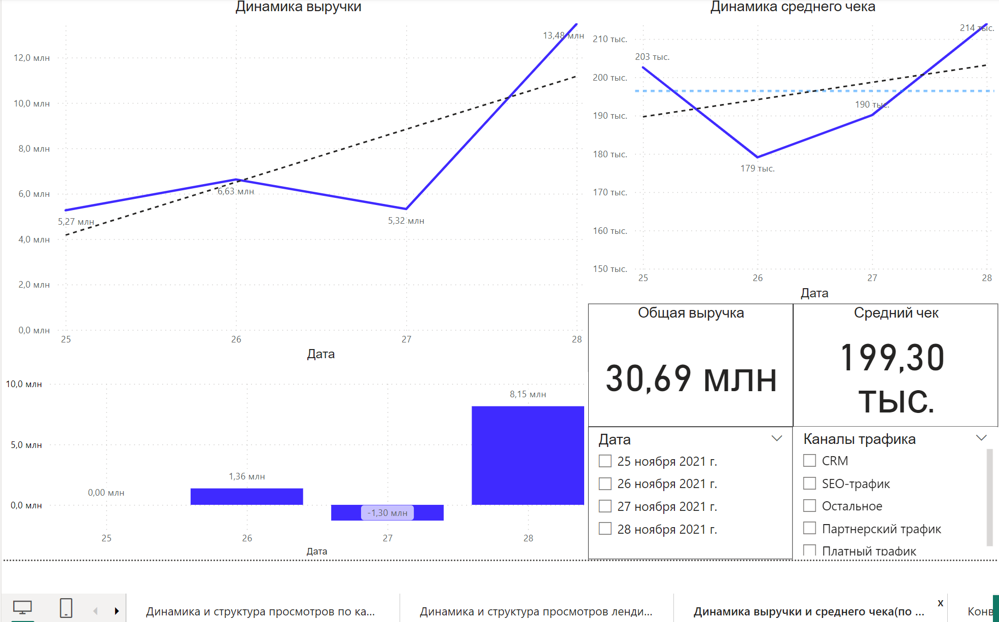 Динамика выручки
13,48 млн
12,0 млн
10,0 млн
8,0 млн
6,0 млн
6,63 млн
5,27 млн
5,32 млн
4,0 млн
2,0 млн
0,0 млн
25 26 27 28
Дата
10,0 млн
8,15 млн
5,0 млн
1,36 млн
0,00 млн
0,0 млн
-1,30 млн
25 26 27 28
Дата
Динамика среднего чека
214 тыс.
210 тыс.
203 тыс.
200 тыс.
190 тыс.
190 тыс.
180 тыс.
179 тыс.
170 тыс.
160 тыс.
150 тыс.
25 26 27 28
Дата
Общая выручка
30,69 млн
Средний чек
199,30
тыс.
Дата
25 ноября 2021 г.
26 ноября 2021 г.
27 ноября 2021 г.
28 ноября 2021 г.
Каналы трафика
CRM
SEO-трафик
Остальное
Партнерский трафик
Платный трафик
Динамика и структура просмотров по ка...
Динамика и структура просмотров ленди...
Динамика выручки и среднего чека(по ...
x
Конв